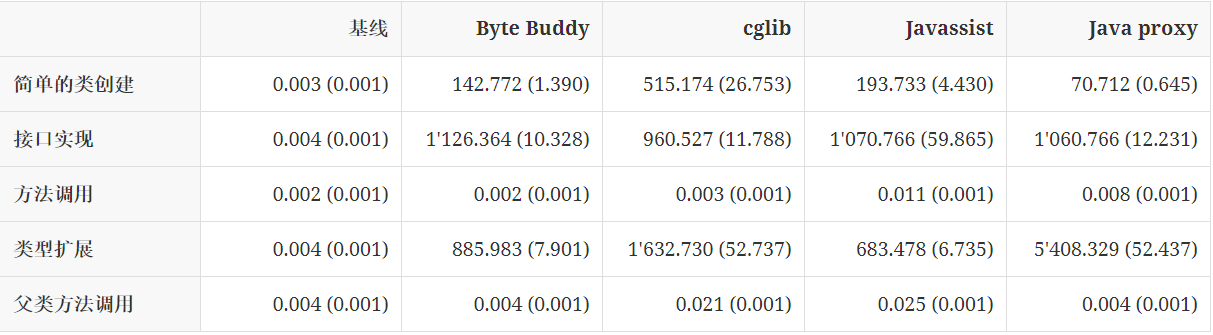 基线 Byte Buddy cglib Javassist Java proxy
简单的类创建 0.003 (0.001) 142.772 (1.390) 515.174 (26.753) 193.733 (4.430) 70.712 (0.645)
接口实现 0.004 (0.001) 1'126.364 (10.328) 960.527 (11.788) 1'070.766 (59.865) 1'060.766 (12.231)
方法调用 0.002 (0.001) 0.002 (0.001) 0.003 (0.001) 0.011 (0.001) 0.008 (0.001)
类型扩展 0.004 (0.001) 885.983 (7.901) 1'632.730 (52.737) 683.478 (6.735) 5'408.329 (52.437)
父类方法调用 0.004 (0.001) 0.004 (0.001) 0.021 (0.001) 0.025 (0.001) 0.004 (0.001)